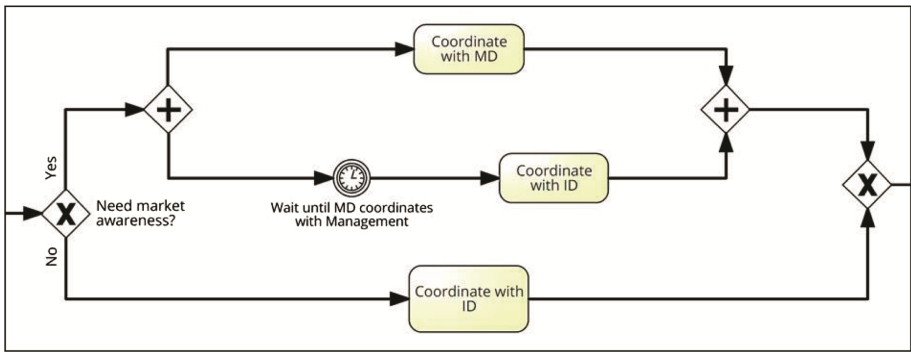 Coordinate
with MD
Yes
Coordinate
with ID
Need market
awareness?
Wait until MD coordinates
with Management
No
Coordinate with
ID